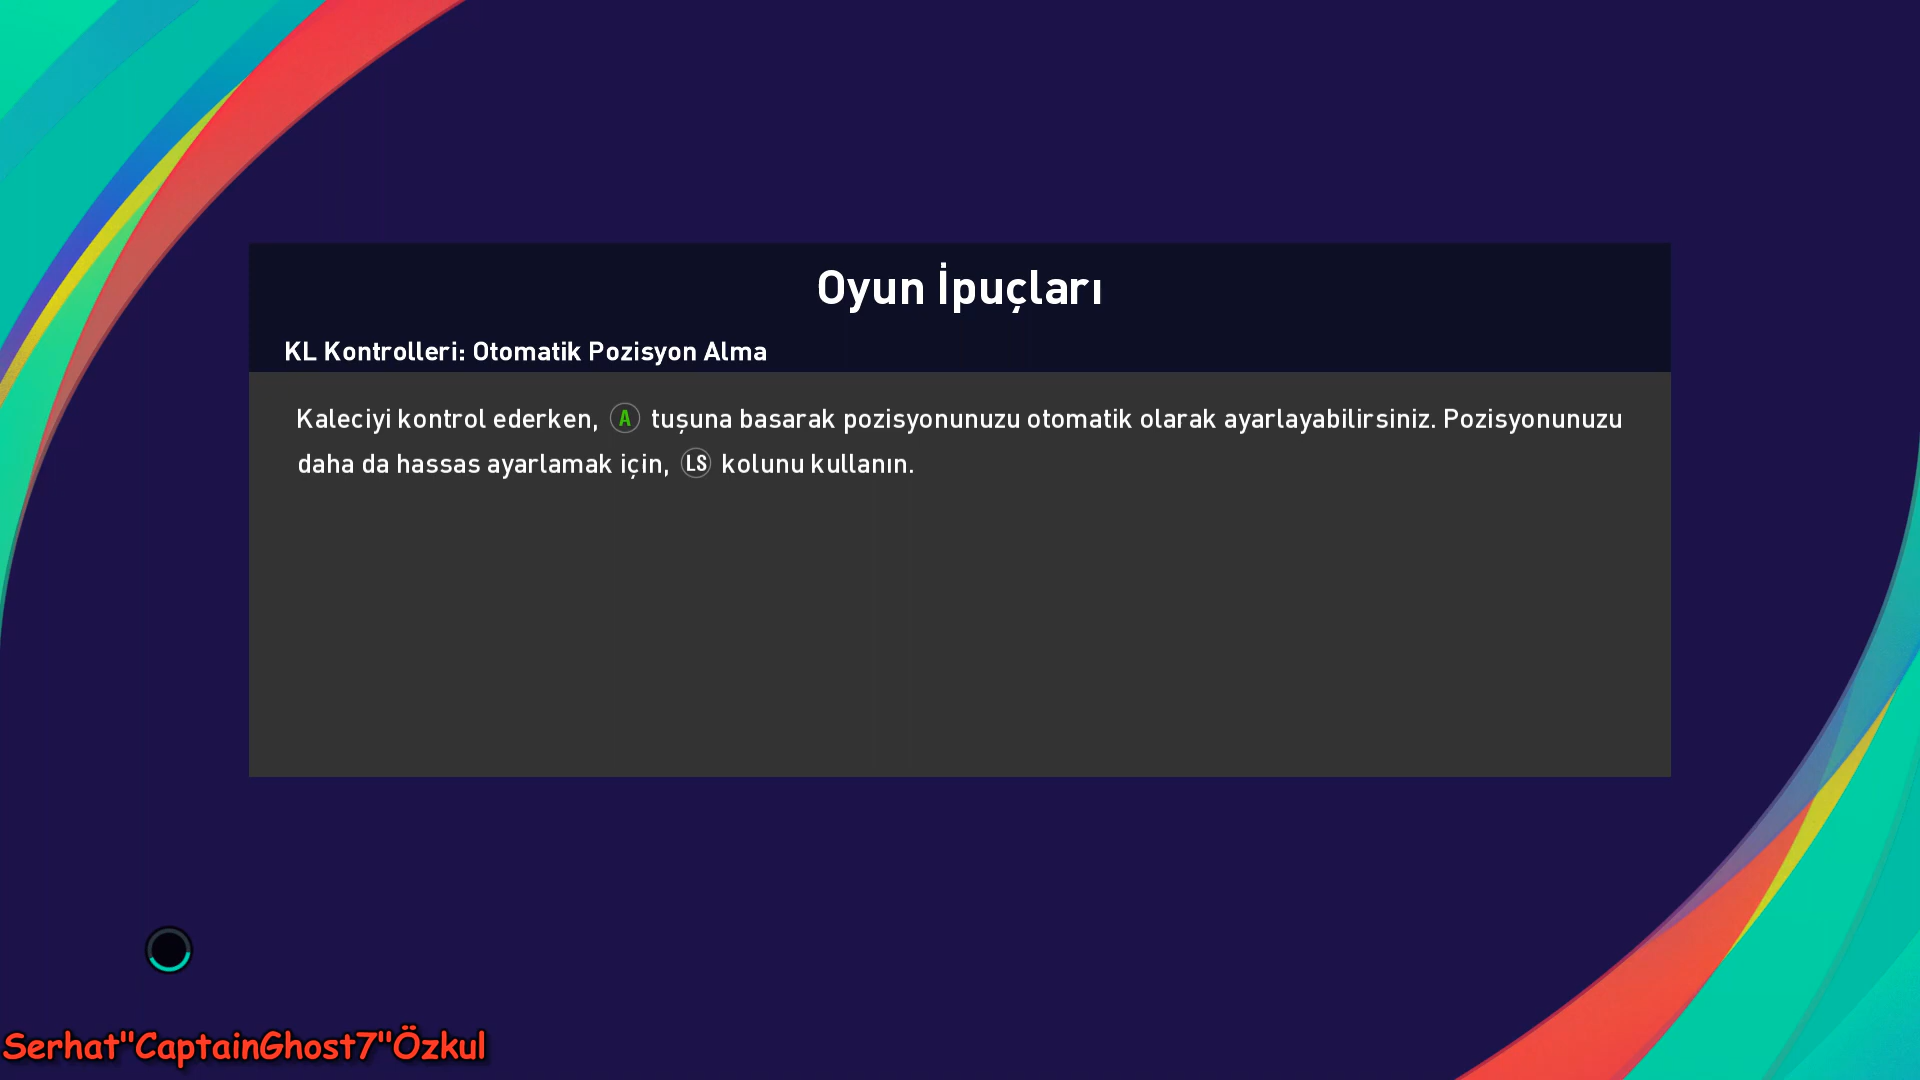 Oyun İpuçları
KL Kontrolleri: Otomatik Pozisyon Alma
Kaleciyi kontrol ederken, A tuşuna basarak pozisyonunuzu otomatik olarak ayarlayabilirsiniz. Pozisyonunuzu
daha da hassas ayarlamak için, LS kolunu kullanın.
Serhat"CaptainGhost7"Özkul